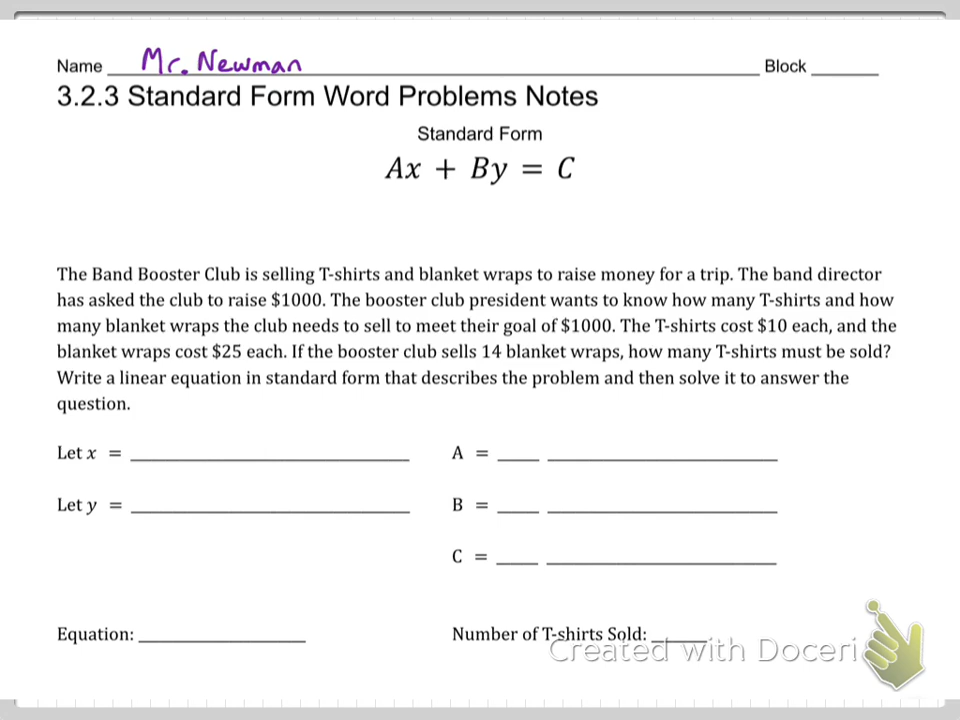 Name Mr. Newman Block
3.2.3 Standard Form Word Problems Notes
Standard Form
Ax + By = C
The Band Booster Club is selling T-shirts and blanket wraps to raise money for a trip. The band director
has asked the club to raise $1000. The booster club president wants to know how many T-shirts and how
many blanket wraps the club needs to sell to meet their goal of $1000. The T-shirts cost $10 each, and the
blanket wraps cost $25 each. If the booster club sells 14 blanket wraps, how many T-shirts must be sold?
Write a linear equation in standard form that describes the problem and then solve it to answer the
question.
Let x = A =
Let y = B =
C =
Equation: Number of T-shirts Sold:
Created with Doceri